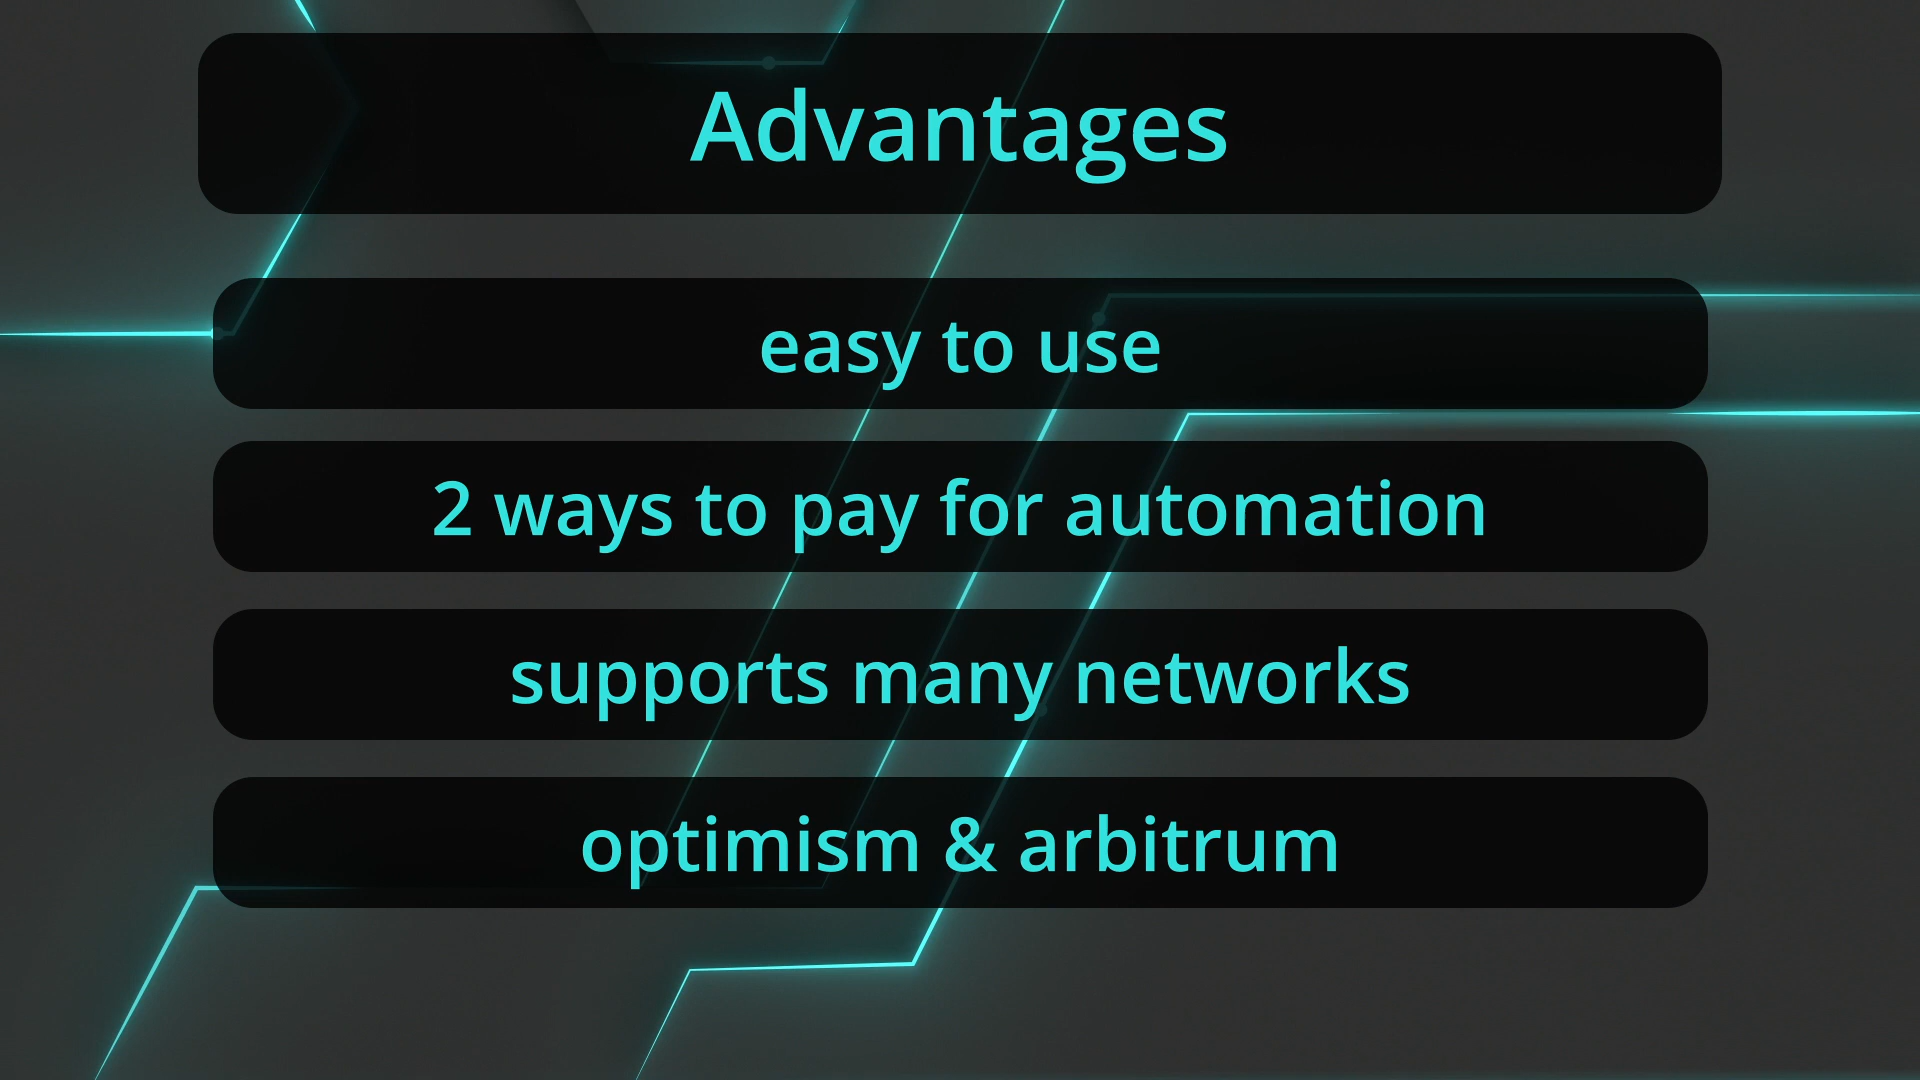 Advantages
easy to use
2 ways to pay for automation
supports many networks
optimism & arbitrum